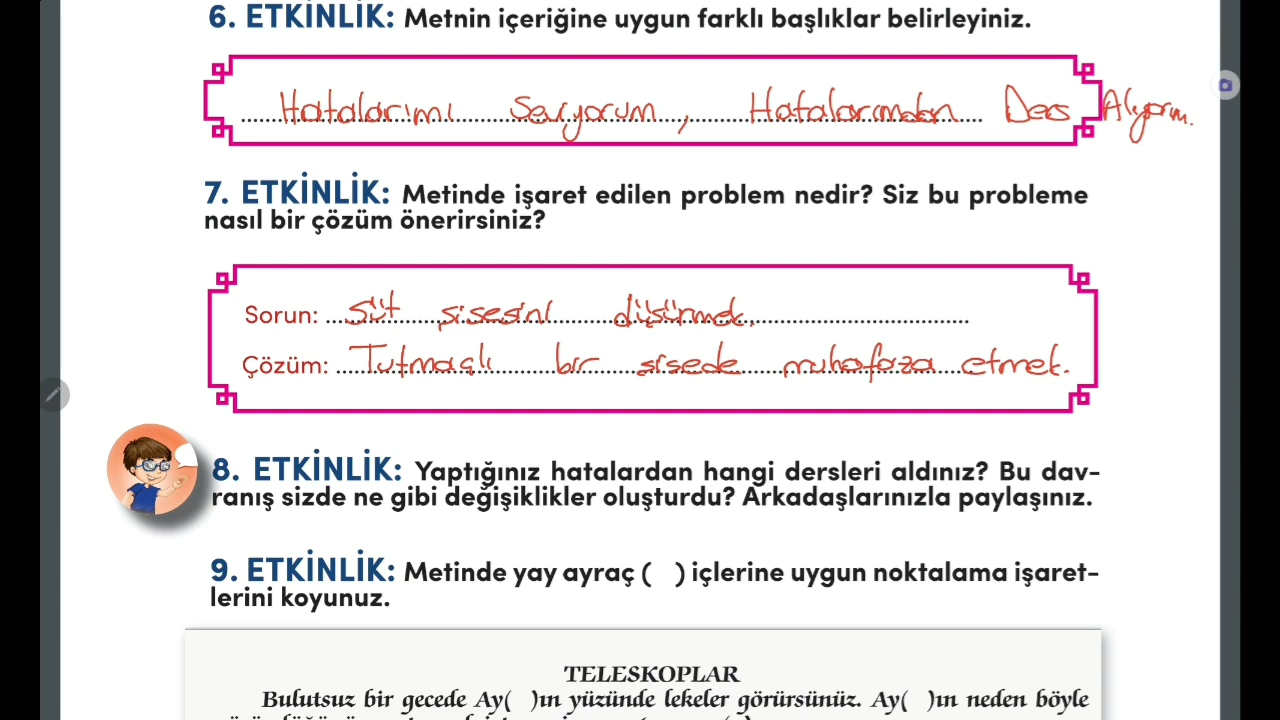 6. ETKİNLİK: Metnin içeriğine uygun farklı başlıklar belirleyiniz.
Hatalarımı Seviyorum, Hatalarımdan Ders Alıyorum.
7. ETKİNLİK: Metinde işaret edilen problem nedir? Siz bu probleme
nasıl bir çözüm önerirsiniz?
Sorun: Süt şişesini düşürmek.
Çözüm: Tutmaçlı bir şişede muhafaza etmek.
8. ETKİNLİK: Yaptığınız hatalardan hangi dersleri aldınız? Bu dav-
ranış sizde ne gibi değişiklikler oluşturdu? Arkadaşlarınızla paylaşınız.
9. ETKİNLİK: Metinde yay ayraç ( ) içlerine uygun noktalama işaret-
lerini koyunuz.
TELESKOPLAR
Bulutsuz bir gecede Ay( )ın yüzünde lekeler görürsünüz. Ay( )ın neden böyle